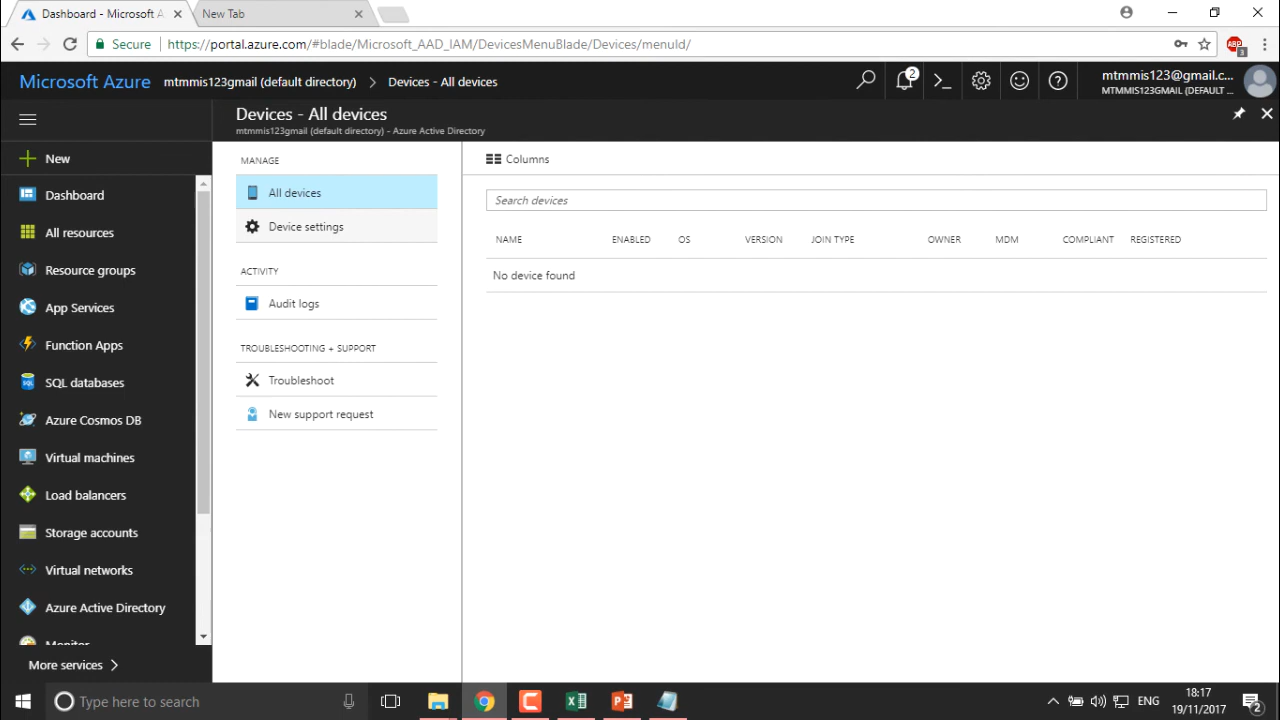 Dashboard - Microsoft A
New Tab
Secure
https://portal.azure.com/#blade/Microsoft_AAD_IAM/DevicesMenuBlade/Devices/menuId/
ABP
3
Microsoft Azure
mtmmis123gmail (default directory)
Devices - All devices
2
mtmmis123@gmail.c...
MTMMIS123GMAIL (DEFAULT ...
Devices - All devices
mtmmis123gmail (default directory) - Azure Active Directory
New
Dashboard
All resources
Resource groups
App Services
Function Apps
SQL databases
Azure Cosmos DB
Virtual machines
Load balancers
Storage accounts
Virtual networks
Azure Active Directory
Monitor
More services
MANAGE
All devices
Device settings
ACTIVITY
Audit logs
TROUBLESHOOTING + SUPPORT
Troubleshoot
New support request
Columns
Search devices
NAME ENABLED OS VERSION JOIN TYPE OWNER MDM COMPLIANT REGISTERED
No device found
Type here to search
ENG
18:17
19/11/2017
2